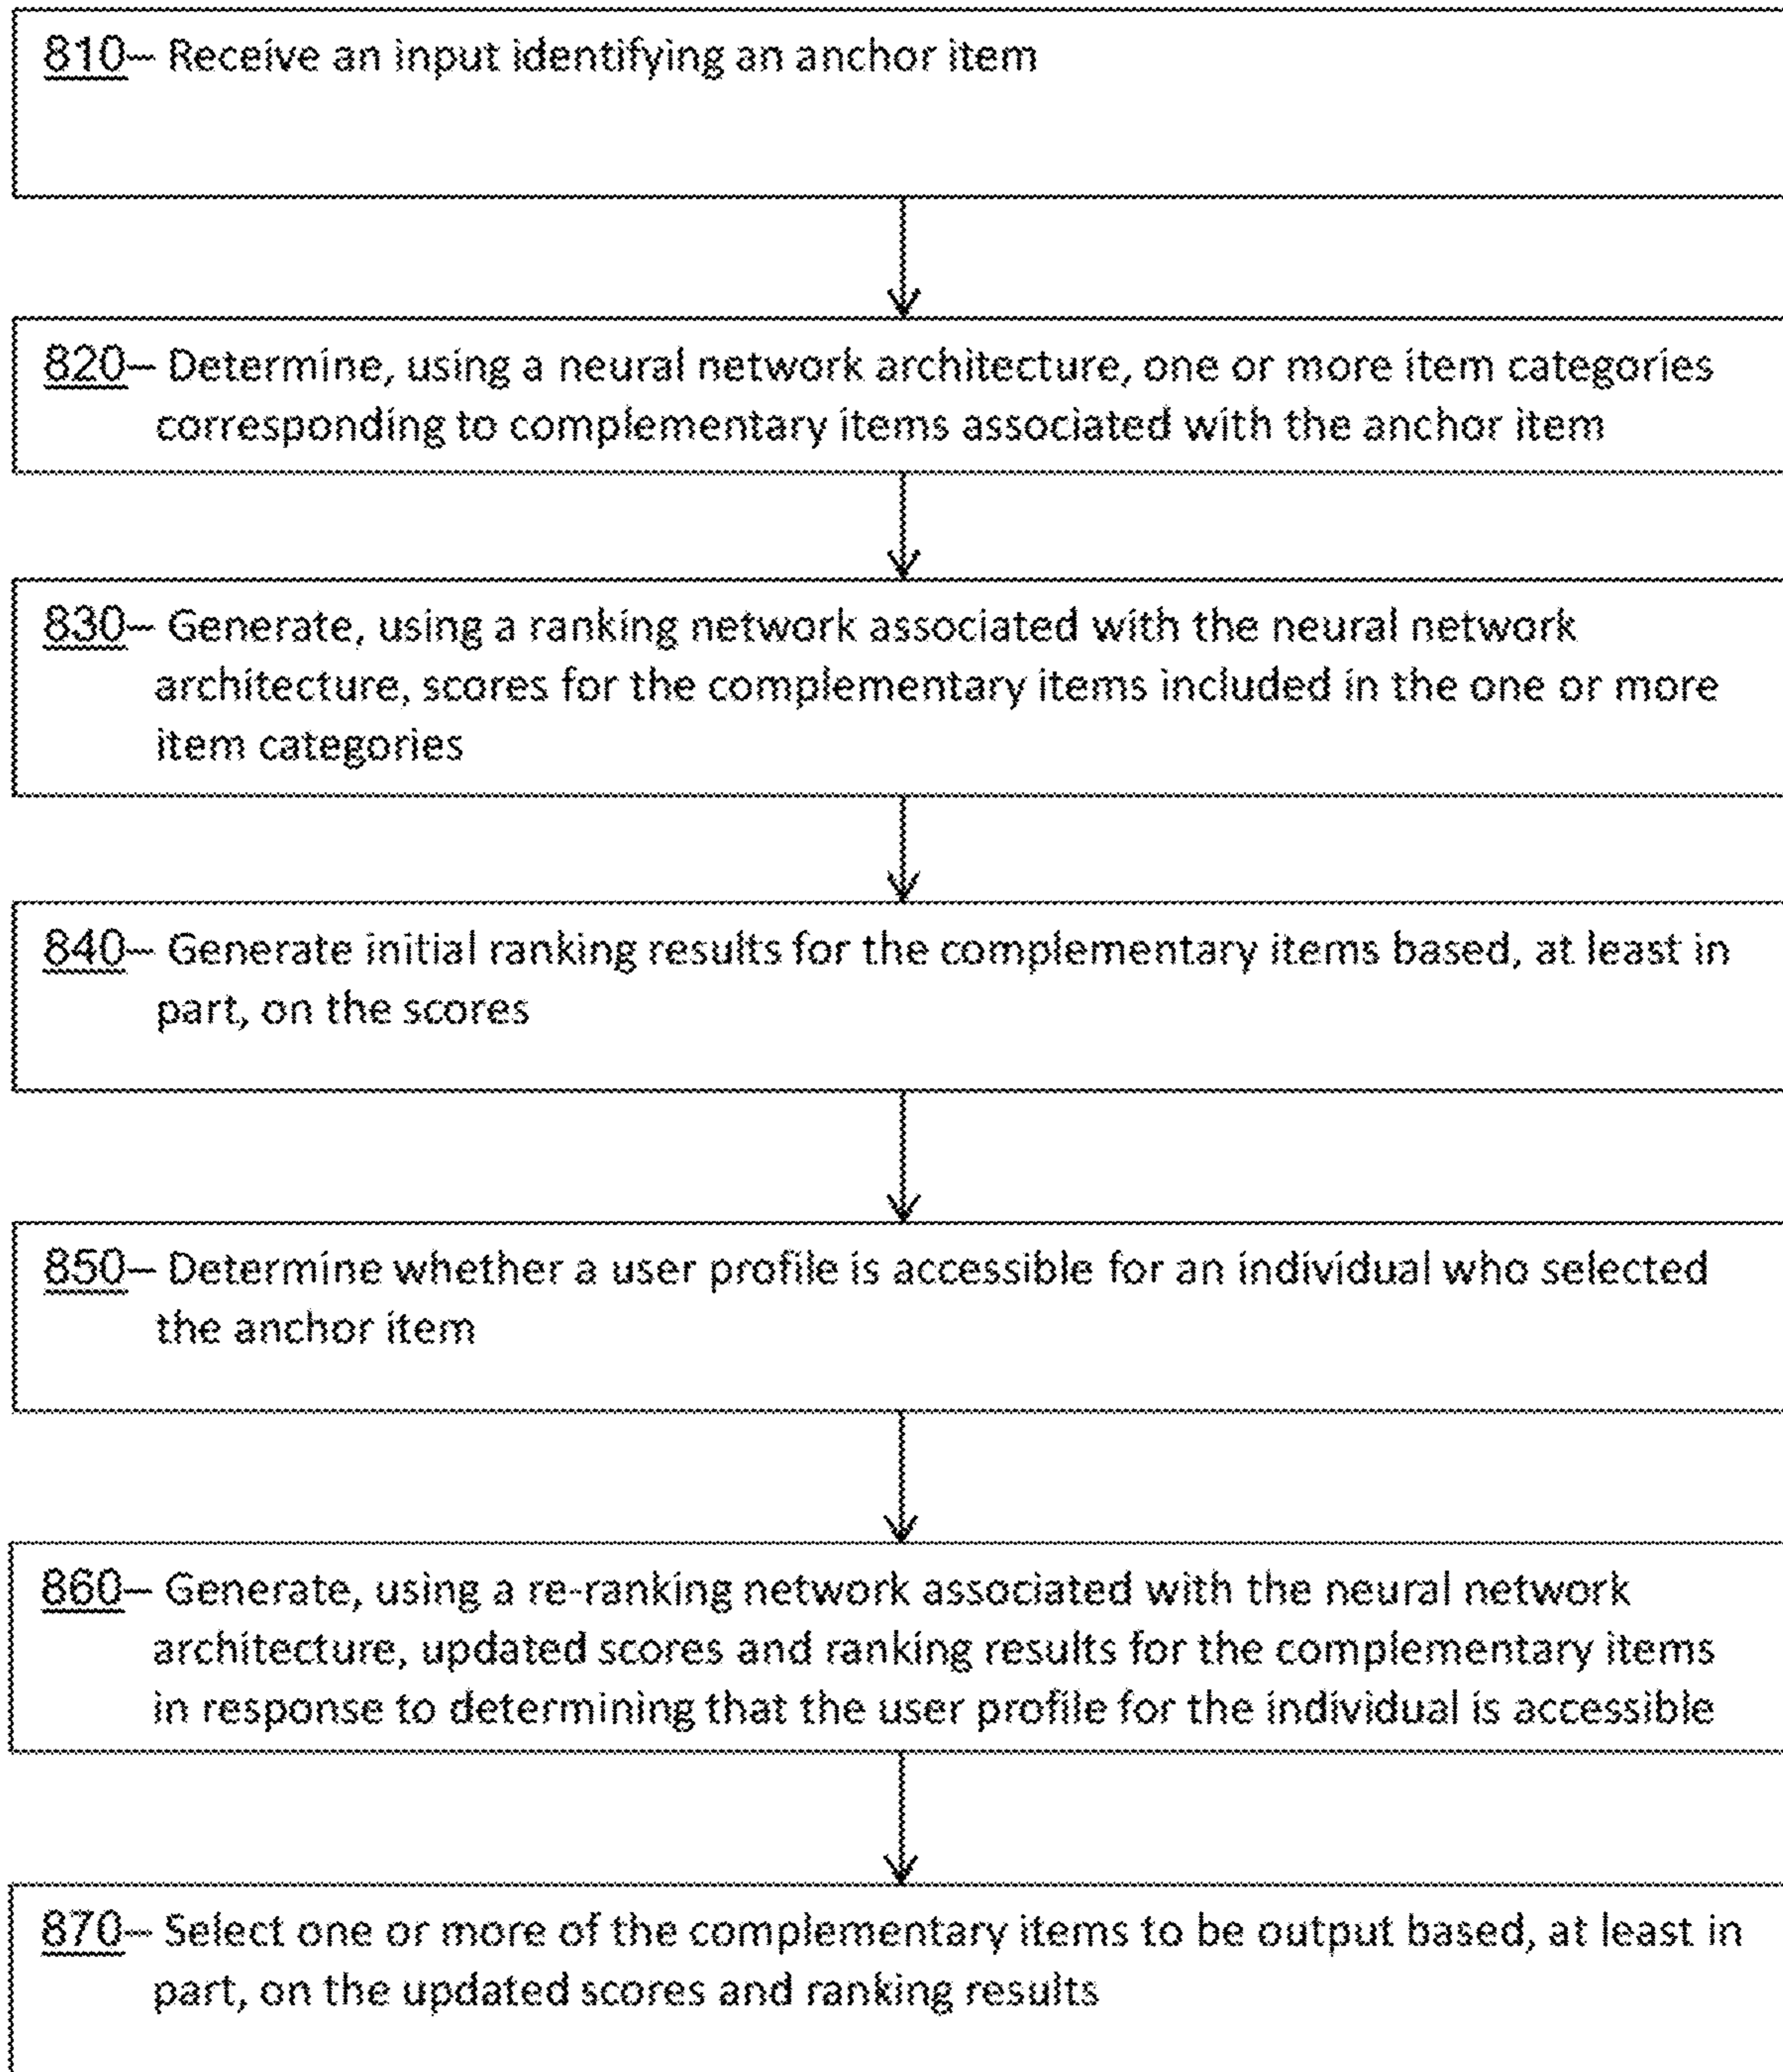 810– Receive an input identifying an anchor item
820– Determine, using a neural network architecture, one or more item categories
corresponding to complementary items associated with the anchor item
830– Generate, using a ranking network associated with the neural network
architecture, scores for the complementary items included in the one or more
item categories
840– Generate initial ranking results for the complementary items based, at least in
part, on the scores
850– Determine whether a user profile is accessible for an individual who selected
the anchor item
860– Generate, using a re-ranking network associated with the neural network
architecture, updated scores and ranking results for the complementary items
in response to determining that the user profile for the individual is accessible
870– Select one or more of the complementary items to be output based, at least in
part, on the updated scores and ranking results